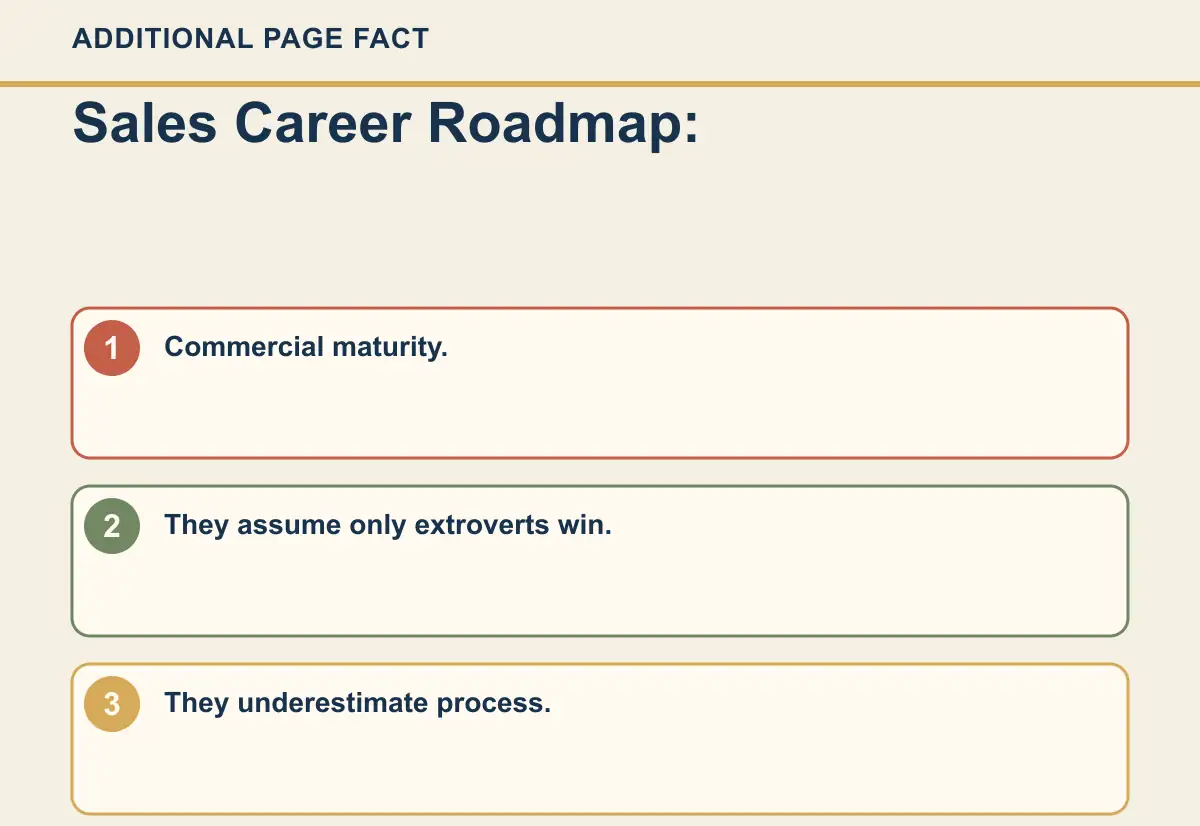 ADDITIONAL PAGE FACT
Sales Career Roadmap:
1 Commercial maturity.
2 They assume only extroverts win.
3 They underestimate process.